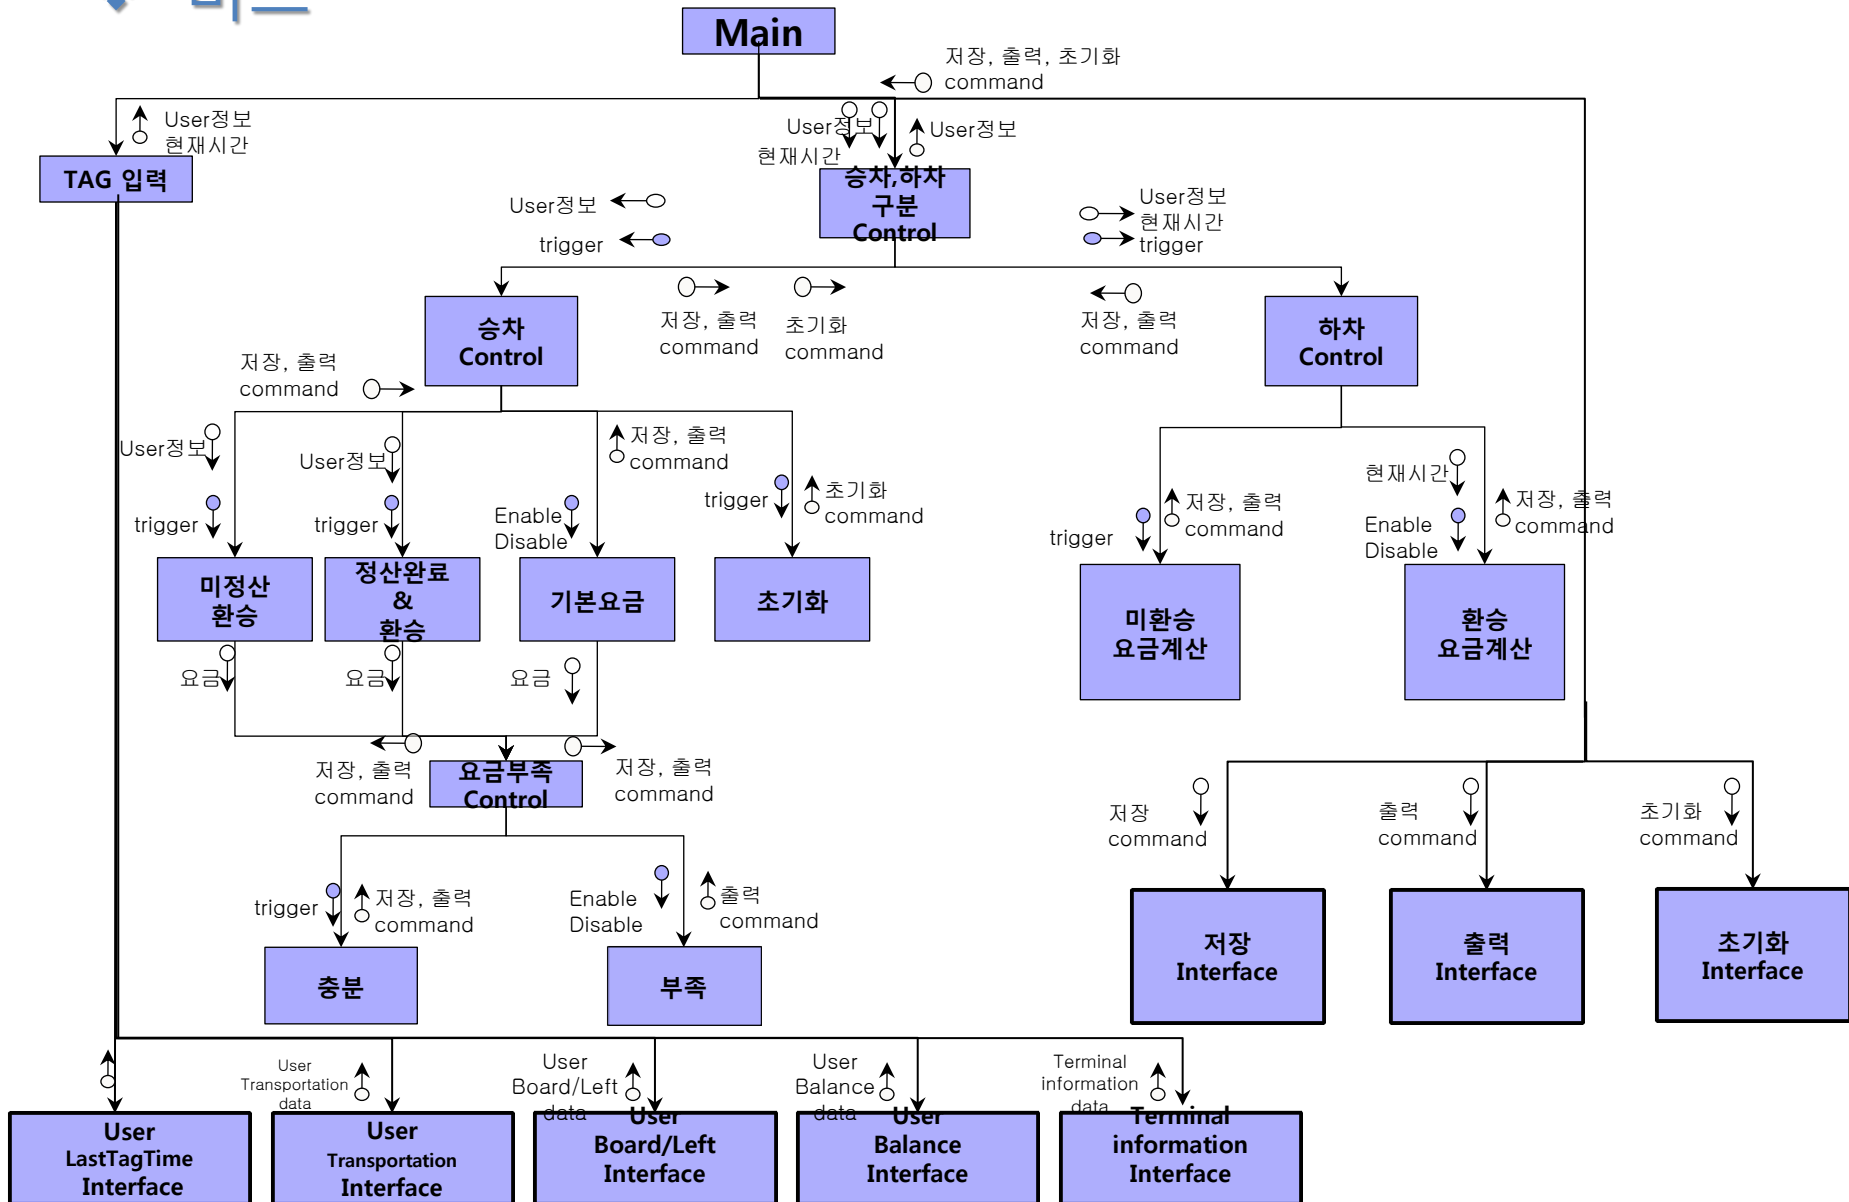 Main
저장, 출력, 초기화
command
User정보
현재시간
User정보
현재시간
User정보
TAG 입력
승차,하차
구분
Control
User정보
trigger
User정보
현재시간
trigger
저장, 출력
command
초기화
command
저장, 출력
command
승차
Control
하차
Control
저장, 출력
command
User정보
trigger
User정보
trigger
저장, 출력
command
Enable
Disable
trigger
초기화
command
trigger
저장, 출력
command
현재시간
Enable
Disable
저장, 출력
command
미정산
환승
정산완료
&
환승
기본요금
초기화
미환승
요금계산
환승
요금계산
요금
요금
요금
저장, 출력
command
요금부족
Control
저장, 출력
command
저장
command
출력
command
초기화
command
trigger
저장, 출력
command
Enable
Disable
출력
command
충분
부족
저장
Interface
출력
Interface
초기화
Interface
User
Transportation
data
User
Board/Left
data
User
Balance
data
Terminal
information
data
User
LastTagTime
Interface
User
Transportation
Interface
User
Board/Left
Interface
User
Balance
Interface
Terminal
information
Interface